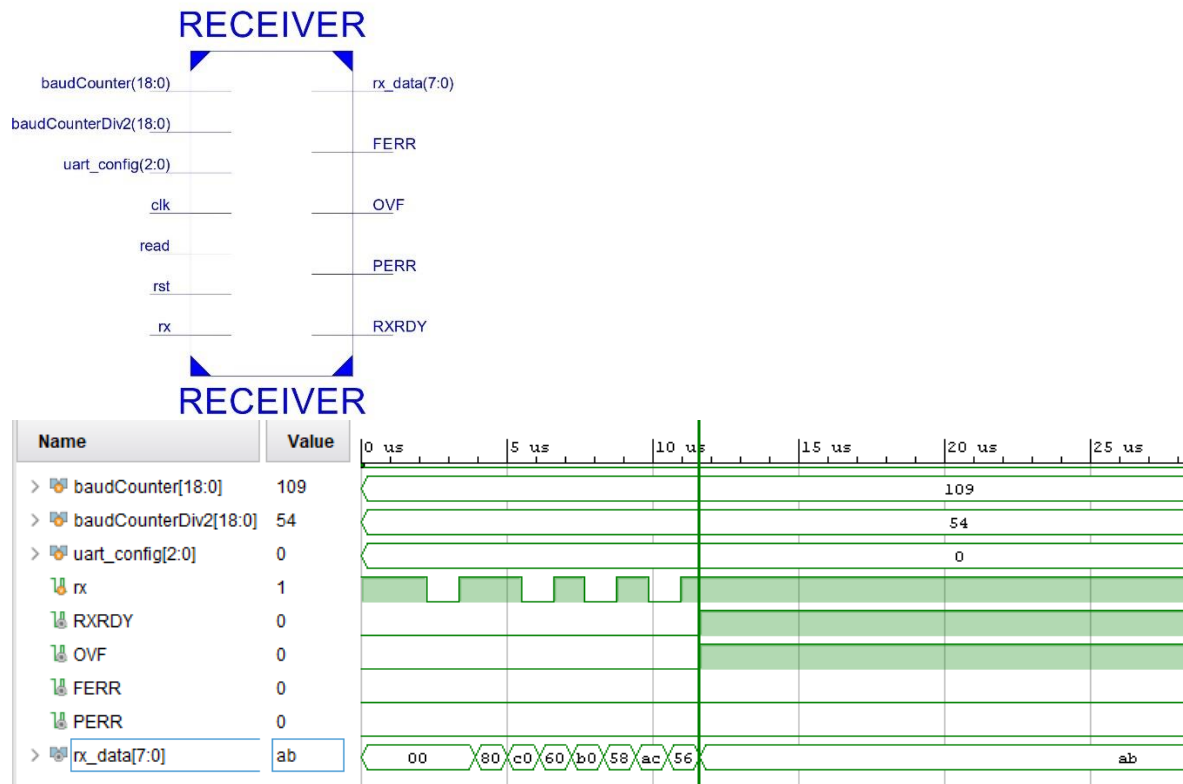 RECEIVER
baudCounter(18:0) rx_data(7:0)
baudCounterDiv2(18:0)
FERR
uart_config(2:0)
clk OVF
read
PERR
rst
rx RXRDY
RECEIVER
Name Value 0 us 5 us 10 us 15 us 20 us 25 us
baudCounter[18:0] 109 109
baudCounterDiv2[18:0] 54 54
uart_config[2:0] 0 0
rx 1
RXRDY 0
OVF 0
FERR 0
PERR 0
rx_data[7:0] ab 00 80 c0 60 b0 58 ac 56 ab